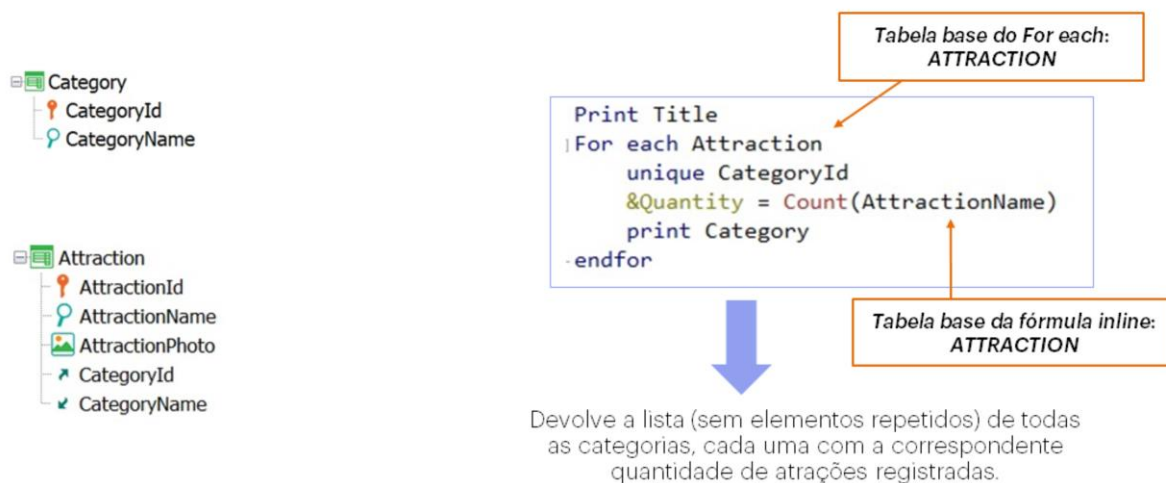 Category
CategoryId
CategoryName
Attraction
AttractionId
AttractionName
AttractionPhoto
CategoryId
CategoryName
Tabela base do For each:
ATTRACTION
Print Title
For each Attraction
unique CategoryId
&Quantity = Count(AttractionName)
print Category
endfor
Tabela base da fórmula inline:
ATTRACTION
Devolve a lista (sem elementos repetidos) de todas
as categorias, cada uma com a correspondente
quantidade de atrações registradas.